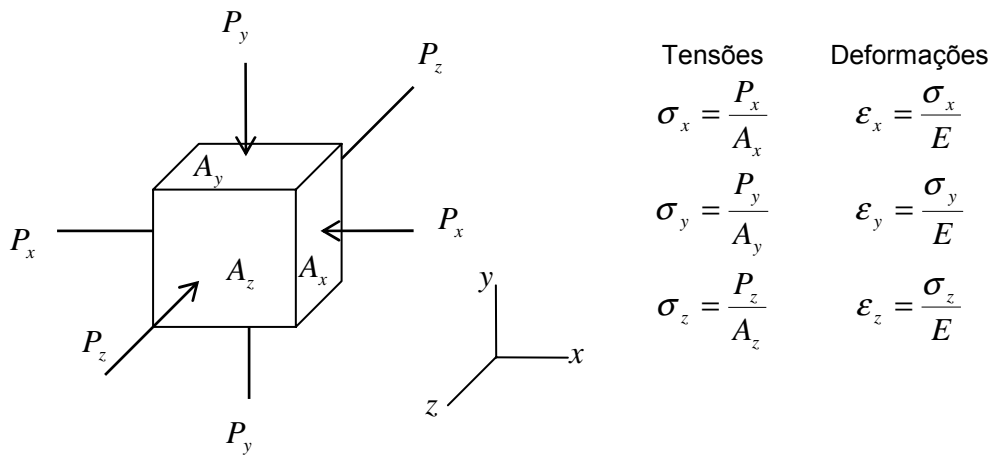 P_y
P_z
A_y
P_x
P_x
A_z
A_x
P_z
P_y
y
x
z
Tensões Deformações
σ_x = P_x / A_x ε_x = σ_x / E
σ_y = P_y / A_y ε_y = σ_y / E
σ_z = P_z / A_z ε_z = σ_z / E